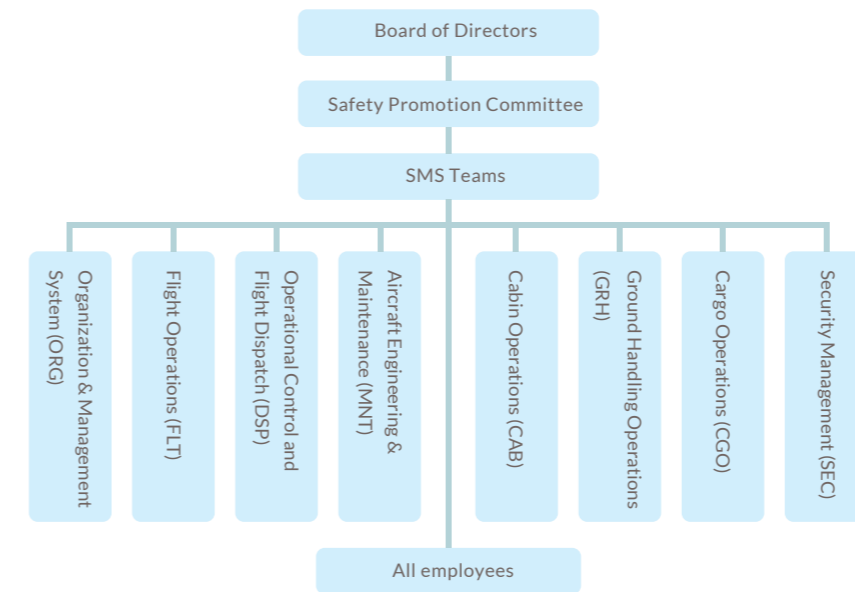 Board of Directors
Safety Promotion Committee
SMS Teams
Organization & Management
System (ORG)
Flight Operations (FLT)
Operational Control and
Flight Dispatch (DSP)
Aircraft Engineering &
Maintenance (MNT)
Cabin Operations (CAB)
Ground Handling Operations
(GRH)
Cargo Operations (CGO)
Security Management (SEC)
All employees